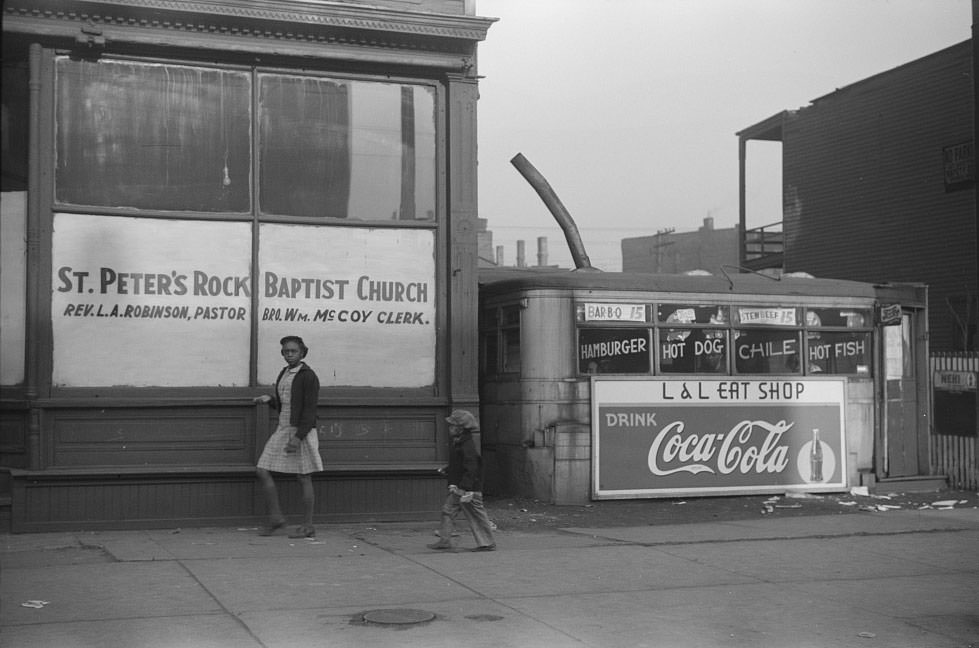 St. Peter's Rock Baptist Church
Rev. L.A. Robinson, Pastor Bro. Wm. McCoy Clerk.
BAR-B-Q 15
STEW BEEF 15
HAMBURGER
HOT DOG
CHILE
HOT FISH
L & L EAT SHOP
DRINK
Coca-Cola
NEHI